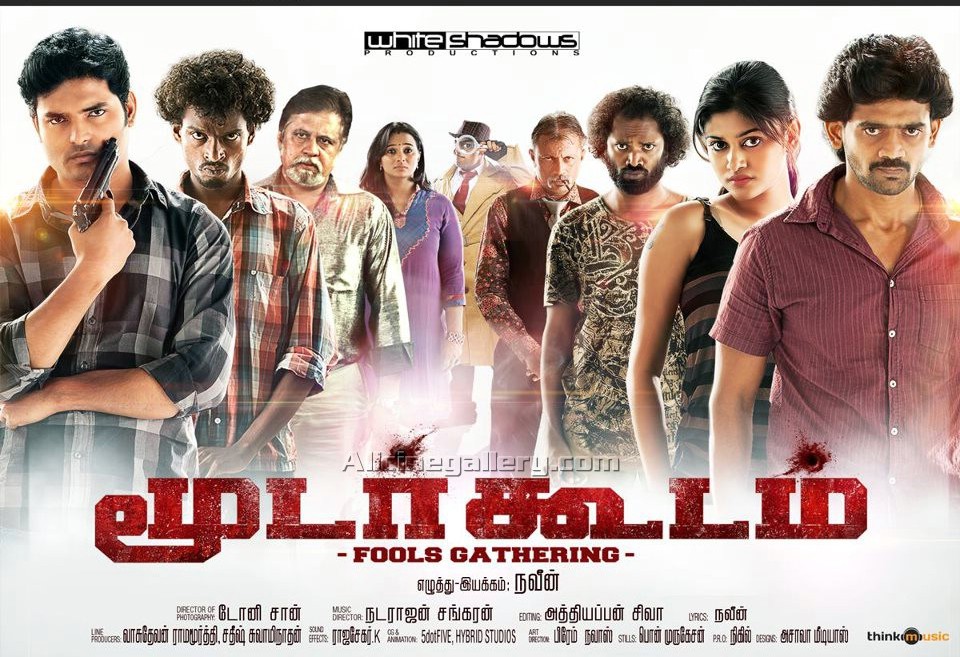 white shadows
PRODUCTIONS
Allcinegallery.com
மூடர் கூடம்
- FOOLS GATHERING -
எழுத்து-இயக்கம்: நவீன்
DIRECTOR OF PHOTOGRAPHY: டோனி சான் MUSIC DIRECTOR: நடராஜன் சங்கரன் EDITING: அத்தியப்பன் சிவா LYRICS: நவீன்
LINE PRODUCERS: வாசுதேவன் ராமமூர்த்தி, சதீஷ் சுவாமிநாதன் SOUND EFFECTS: ராஜசேகர்.K CG & ANIMATION: 5dotFIVE, HYBRID STUDIOS ART DIRECTION: பிரேம் நவாஸ் STILLS: பொன் முருகேசன் P.R.O: நிகில் DESIGNS: அசாவா மீடியாஸ்
think music